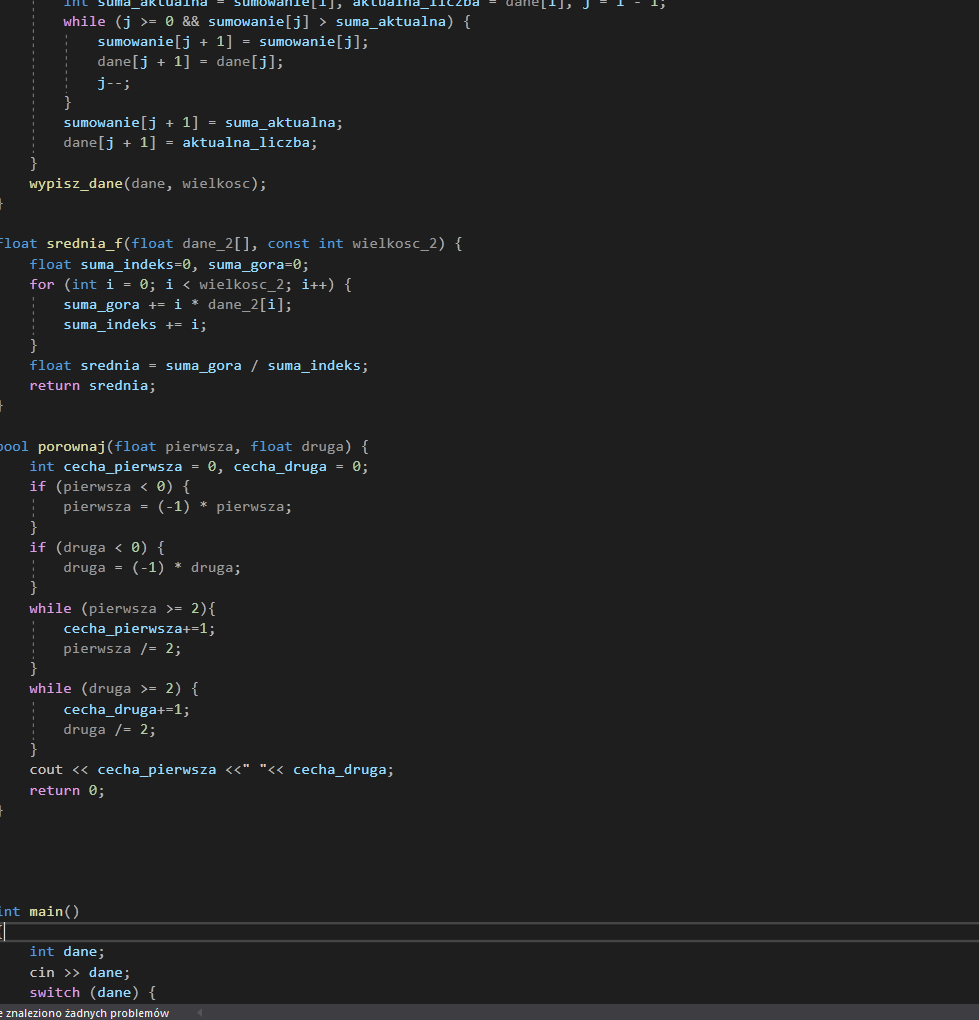 int suma_aktualna = sumowanie[i], aktualna_liczba = dane[i], j = i - 1;
while (j >= 0 && sumowanie[j] > suma_aktualna) {
sumowanie[j + 1] = sumowanie[j];
dane[j + 1] = dane[j];
j--;
}
sumowanie[j + 1] = suma_aktualna;
dane[j + 1] = aktualna_liczba;
}
wypisz_dane(dane, wielkosc);
}
float srednia_f(float dane_2[], const int wielkosc_2) {
float suma_indeks=0, suma_gora=0;
for (int i = 0; i < wielkosc_2; i++) {
suma_gora += i * dane_2[i];
suma_indeks += i;
}
float srednia = suma_gora / suma_indeks;
return srednia;
}
bool porownaj(float pierwsza, float druga) {
int cecha_pierwsza = 0, cecha_druga = 0;
if (pierwsza < 0) {
pierwsza = (-1) * pierwsza;
}
if (druga < 0) {
druga = (-1) * druga;
}
while (pierwsza >= 2){
cecha_pierwsza+=1;
pierwsza /= 2;
}
while (druga >= 2) {
cecha_druga+=1;
druga /= 2;
}
cout << cecha_pierwsza <<" "<< cecha_druga;
return 0;
}
int main()
{
int dane;
cin >> dane;
switch (dane) {
e znaleziono żadnych problemów